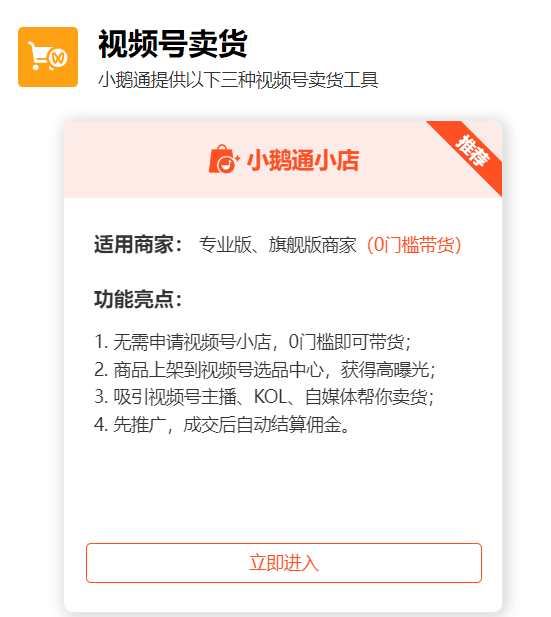 视频号卖货
小鹅通提供以下三种视频号卖货工具
小鹅通小店
推荐
适用商家： 专业版、旗舰版商家（0门槛带货）
功能亮点：
1. 无需申请视频号小店，0门槛即可带货；
2. 商品上架到视频号选品中心，获得高曝光；
3. 吸引视频号主播、KOL、自媒体帮你卖货；
4. 先推广，成交后自动结算佣金。
立即进入